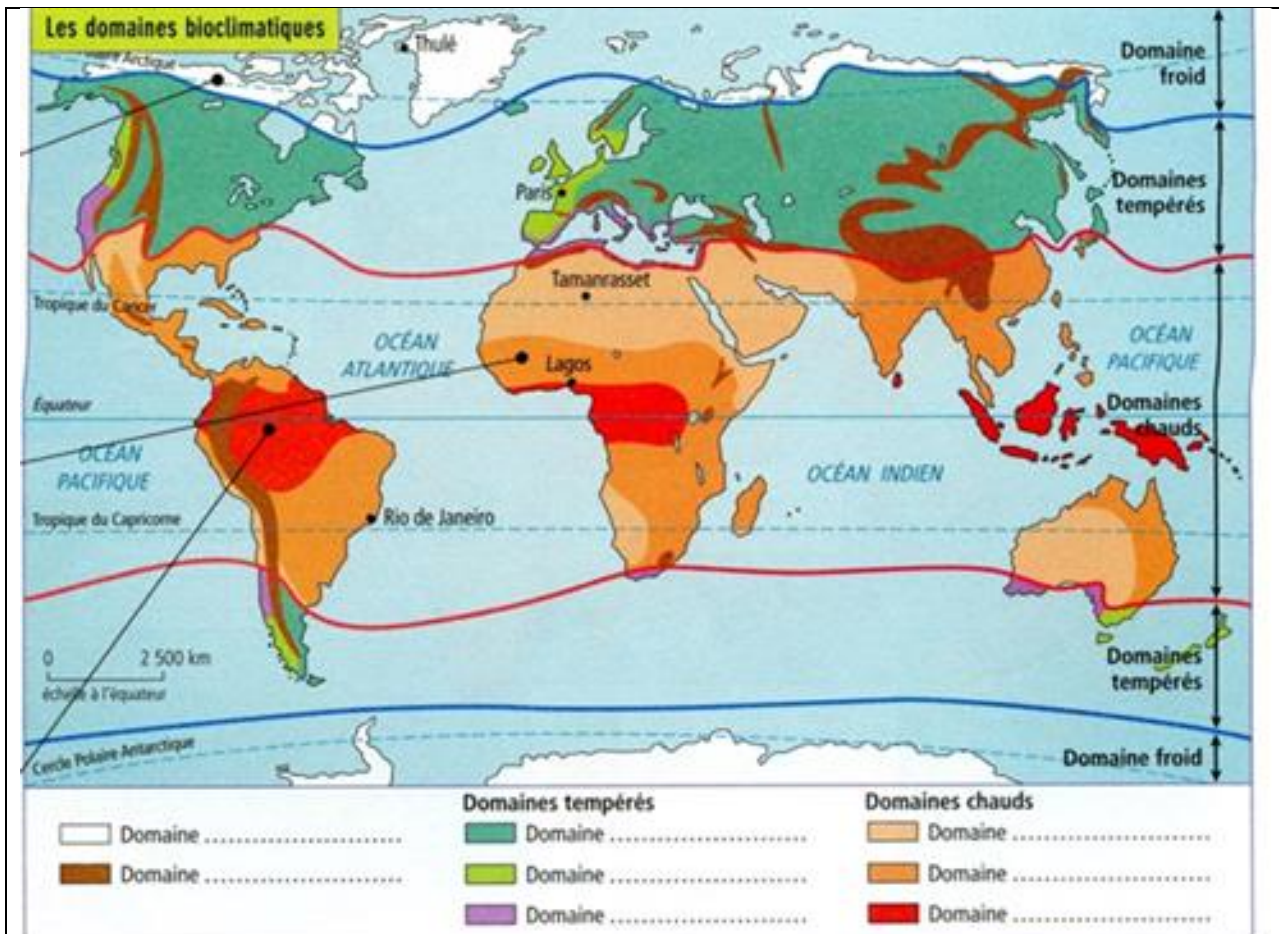 Les domaines bioclimatiques
Arctique
Thulé
Domaine
froid
Paris
Domaines
tempérés
Tamanrasset
Tropique du Cancer
OCÉAN
ATLANTIQUE
Lagos
OCÉAN
PACIFIQUE
Équateur
Domaines
chauds
OCÉAN
PACIFIQUE
OCÉAN INDIEN
Tropique du Capricorne
Rio de Janeiro
0 2 500 km
échelle à l'équateur
Domaines
tempérés
Cercle Polaire Antarctique
Domaine froid
Domaine ....................
Domaine ....................
Domaines tempérés
Domaine ....................
Domaine ....................
Domaine ....................
Domaines chauds
Domaine ....................
Domaine ....................
Domaine ....................